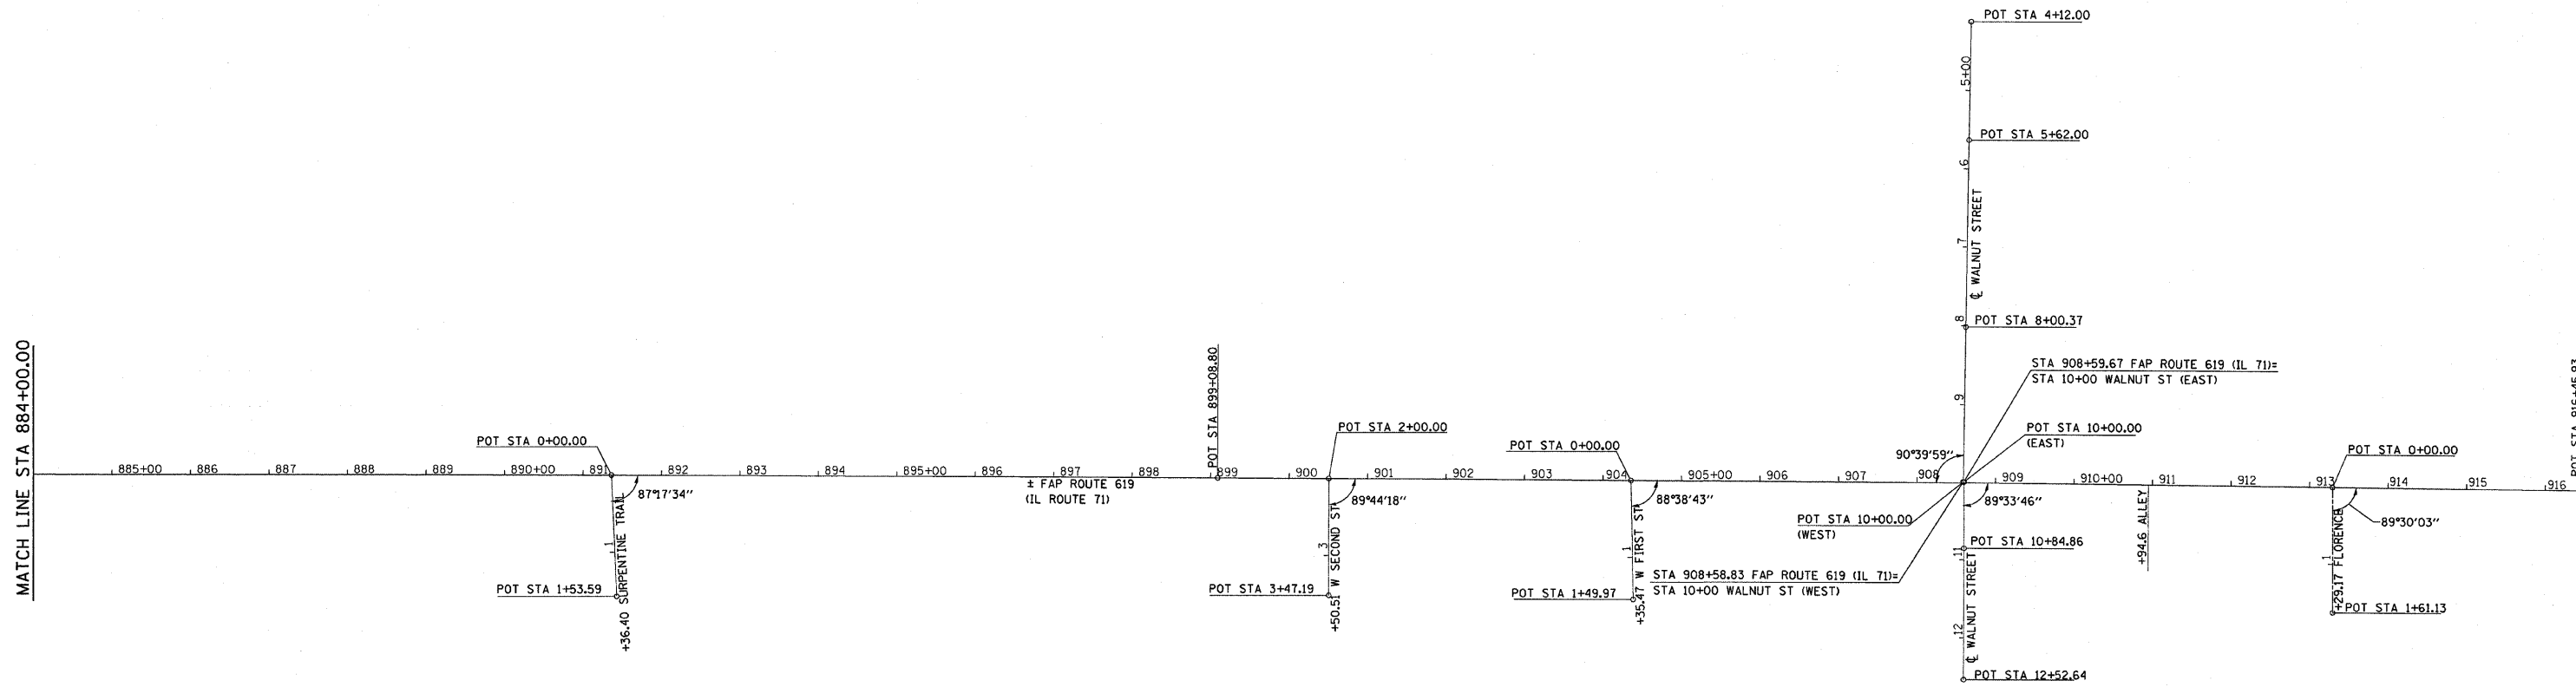 POT STA 4+12.00
5+00
POT STA 5+62.00
6
7
℄ WALNUT STREET
8
POT STA 8+00.37
9
MATCH LINE STA 884+00.00
POT STA 899+08.80
STA 908+59.67 FAP ROUTE 619 (IL 71)=
STA 10+00 WALNUT ST (EAST)
POT STA 0+00.00
POT STA 2+00.00
POT STA 0+00.00
90°39'59"
POT STA 10+00.00
(EAST)
POT STA 0+00.00
885+00 886 887 888 889 890+00 891 892 893 894 895+00 896 897 898 899 900 901 902 903 904 905+00 906 907 908 909 910+00 911 912 913 914 915 916
± FAP ROUTE 619
(IL ROUTE 71)
87°17'34"
89°44'18"
88°38'43"
89°33'46"
89°30'03"
POT STA 10+00.00
(WEST)
POT STA 10+84.86
1
3
1
11
1
STA 908+58.83 FAP ROUTE 619 (IL 71)=
STA 10+00 WALNUT ST (WEST)
POT STA 1+53.59
POT STA 3+47.19
POT STA 1+49.97
POT STA 1+61.13
+36.40 SURPENTINE TRAIL
+50.51 W SECOND ST
+35.47 W FIRST ST
+94.6 ALLEY
+29.17 FLORENCE
12
℄ WALNUT STREET
POT STA 12+52.64